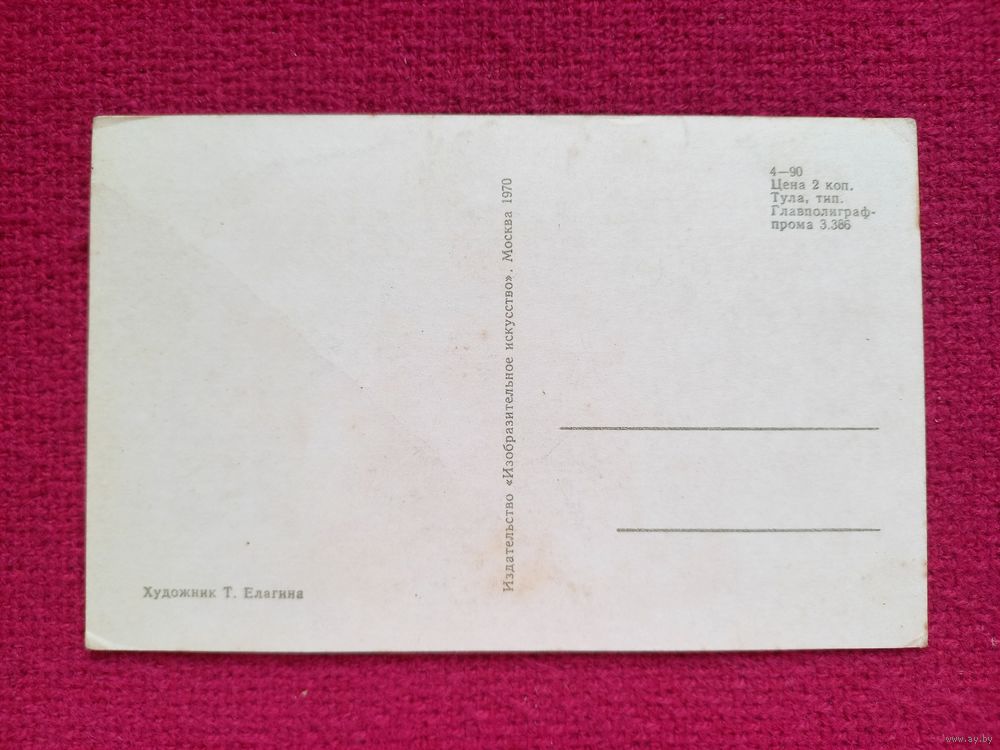 4—90
Цена 2 коп.
Тула, тип.
Главполиграф-
прома 3.386
Издательство «Изобразительное искусство». Москва 1970
Художник Т. Елагина
www.ay.by